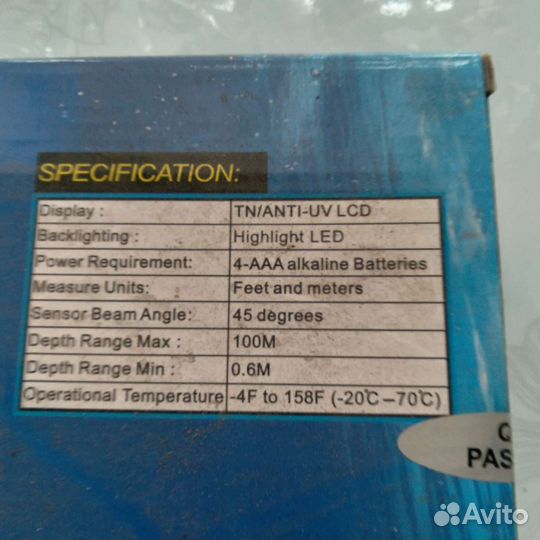 SPECIFICATION:
Display : TN/ANTI-UV LCD
Backlighting : Highlight LED
Power Requirement: 4-AAA alkaline Batteries
Measure Units: Feet and meters
Sensor Beam Angle: 45 degrees
Depth Range Max : 100M
Depth Range Min : 0.6M
Operational Temperature -4F to 158F (-20℃–70℃)
PAS
Avito